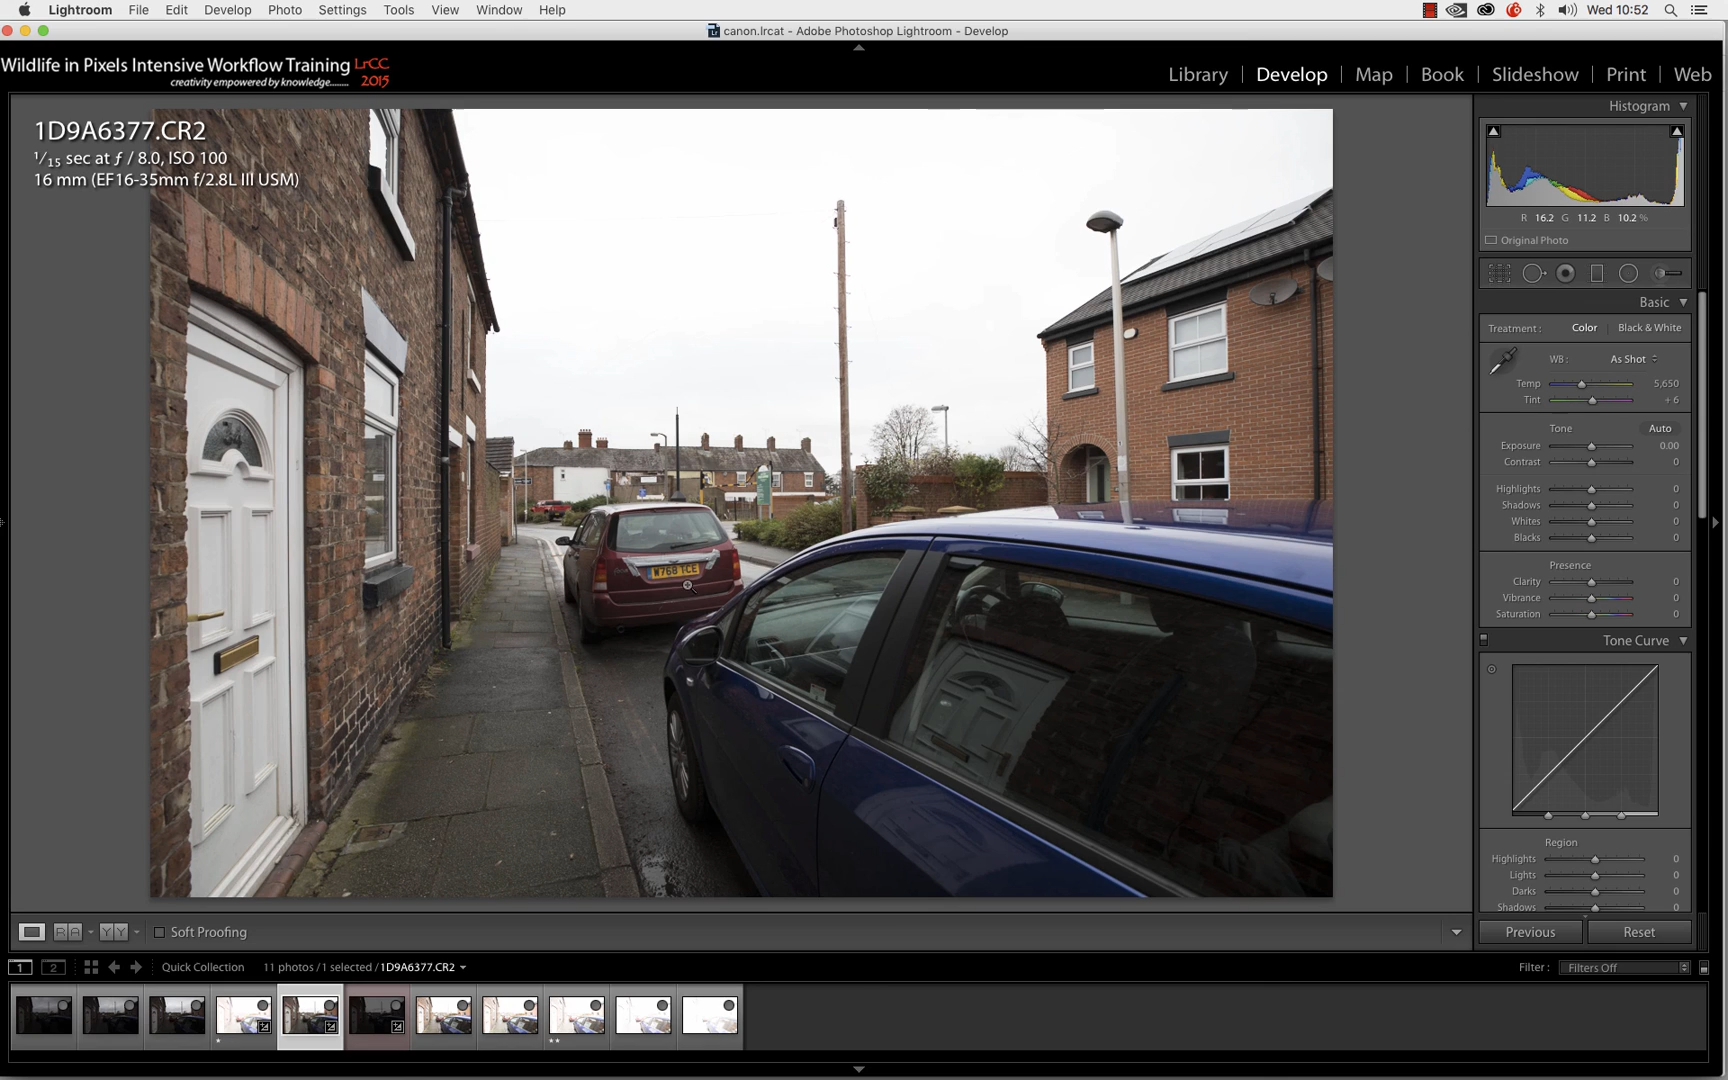 Lightroom File Edit Develop Photo Settings Tools View Window Help Wed 10:52
canon.lrcat - Adobe Photoshop Lightroom - Develop
Wildlife in Pixels Intensive Workflow Training LrCC
creativity empowered by knowledge........ 2015
Library | Develop | Map | Book | Slideshow | Print | Web
1D9A6377.CR2
1/15 sec at ƒ / 8.0, ISO 100
16 mm (EF16-35mm f/2.8L III USM)
W768 TCE
Histogram
R 16.2 G 11.2 B 10.2 %
Original Photo
Basic
Treatment : Color | Black & White
WB : As Shot
Temp 5,650
Tint + 6
Tone Auto
Exposure 0.00
Contrast 0
Highlights 0
Shadows 0
Whites 0
Blacks 0
Presence
Clarity 0
Vibrance 0
Saturation 0
Tone Curve
Region
Highlights 0
Lights 0
Darks 0
Shadows 0
R A Y Y Soft Proofing
Previous Reset
1 2 Quick Collection 11 photos / 1 selected / 1D9A6377.CR2 Filter : Filters Off